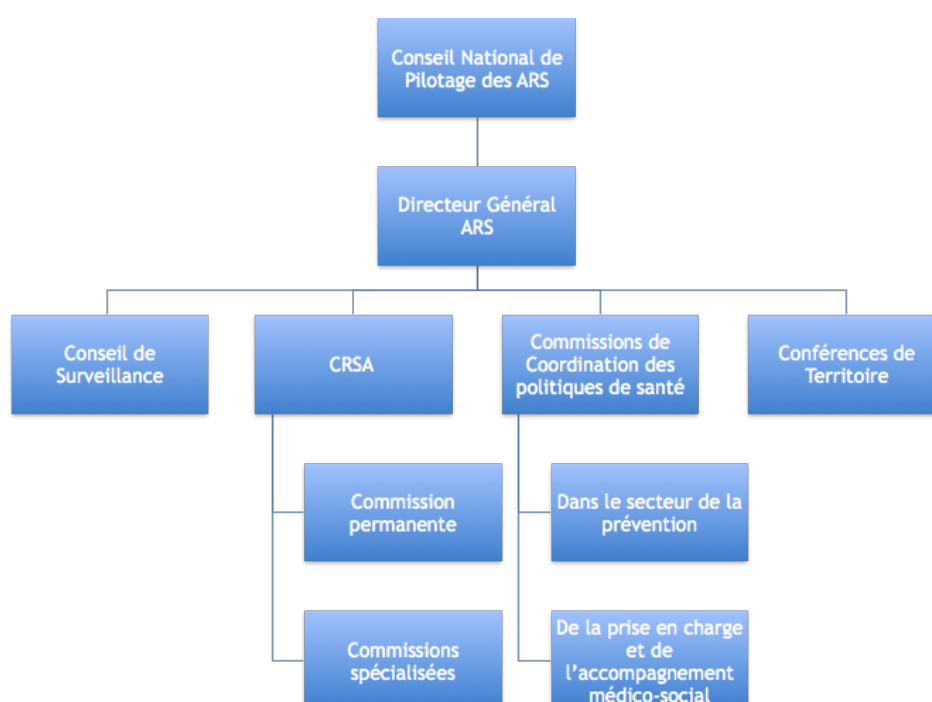 Conseil National de
Pilotage des ARS
Directeur Général
ARS
Conseil de
Surveillance
CRSA
Commissions de
Coordination des
politiques de santé
Conférences de
Territoire
Commission
permanente
Dans le secteur de la
prévention
Commissions
spécialisées
De la prise en charge
et de
l'accompagnement
médico-social